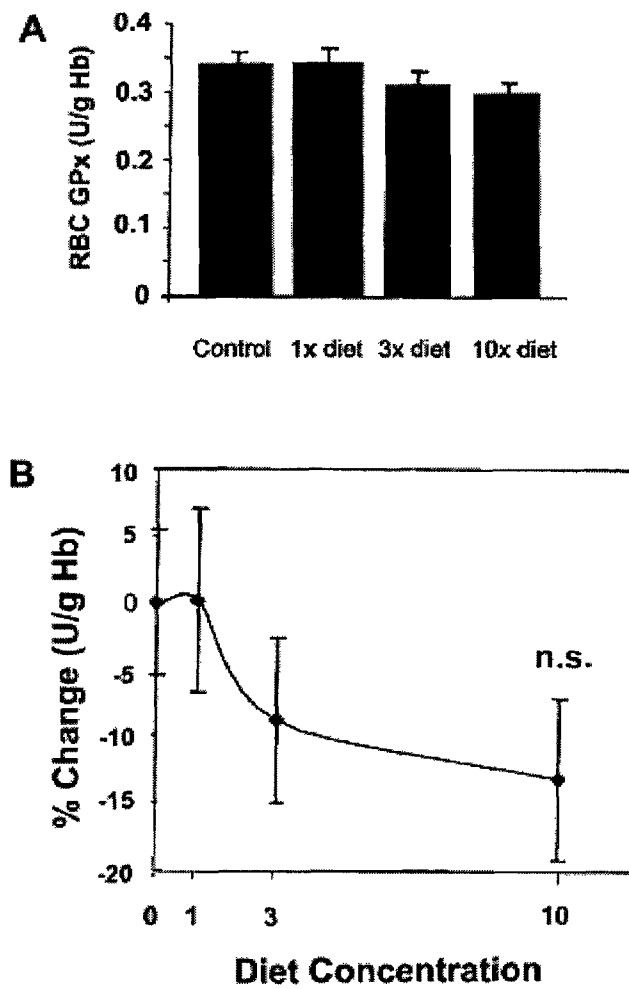 A
RBC GPx (U/g Hb)
0.4
0.3
0.2
0.1
0
Control 1x diet 3x diet 10x diet
B
% Change (U/g Hb)
10
5
0
-5
-10
-15
-20
n.s.
0 1 3 10
Diet Concentration